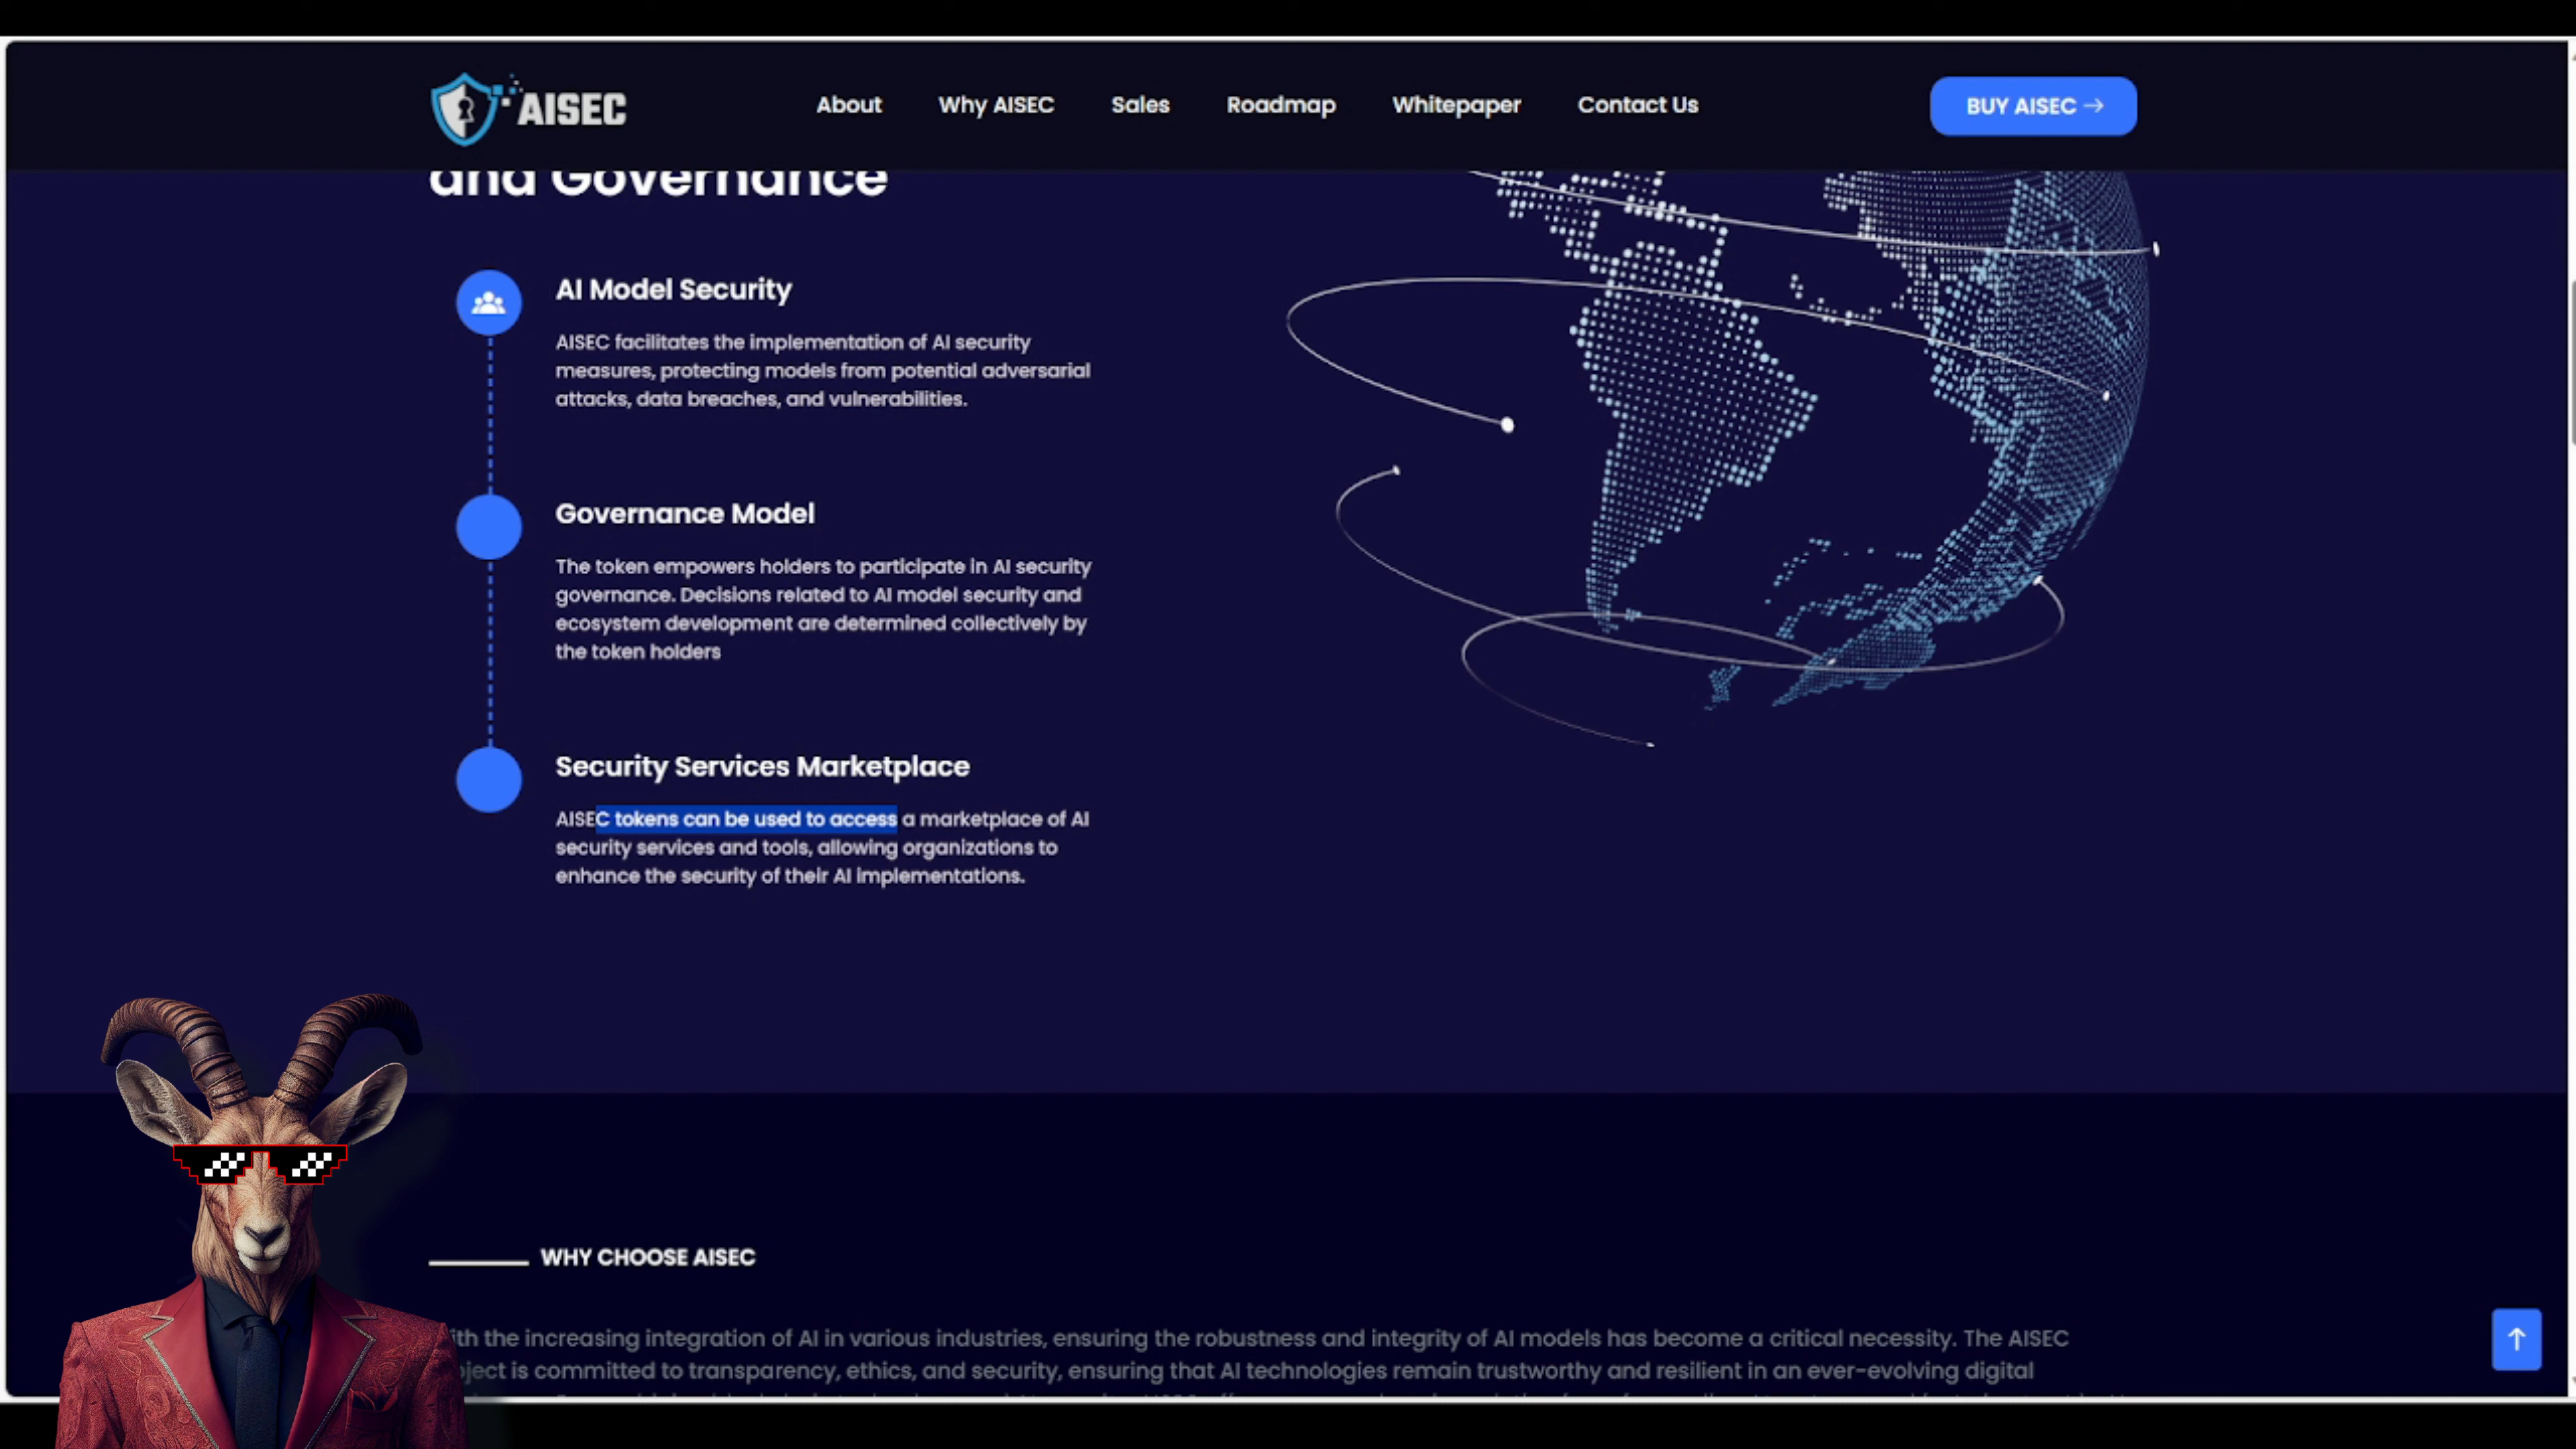 AISEC
About
Why AISEC
Sales
Roadmap
Whitepaper
Contact Us
BUY AISEC →
and Governance
AI Model Security
AISEC facilitates the implementation of AI security
measures, protecting models from potential adversarial
attacks, data breaches, and vulnerabilities.
Governance Model
The token empowers holders to participate in AI security
governance. Decisions related to AI model security and
ecosystem development are determined collectively by
the token holders
Security Services Marketplace
AISEC tokens can be used to access a marketplace of AI
security services and tools, allowing organizations to
enhance the security of their AI implementations.
WHY CHOOSE AISEC
the increasing integration of AI in various industries, ensuring the robustness and integrity of AI models has become a critical necessity. The AISEC
is committed to transparency, ethics, and security, ensuring that AI technologies remain trustworthy and resilient in an ever-evolving digital